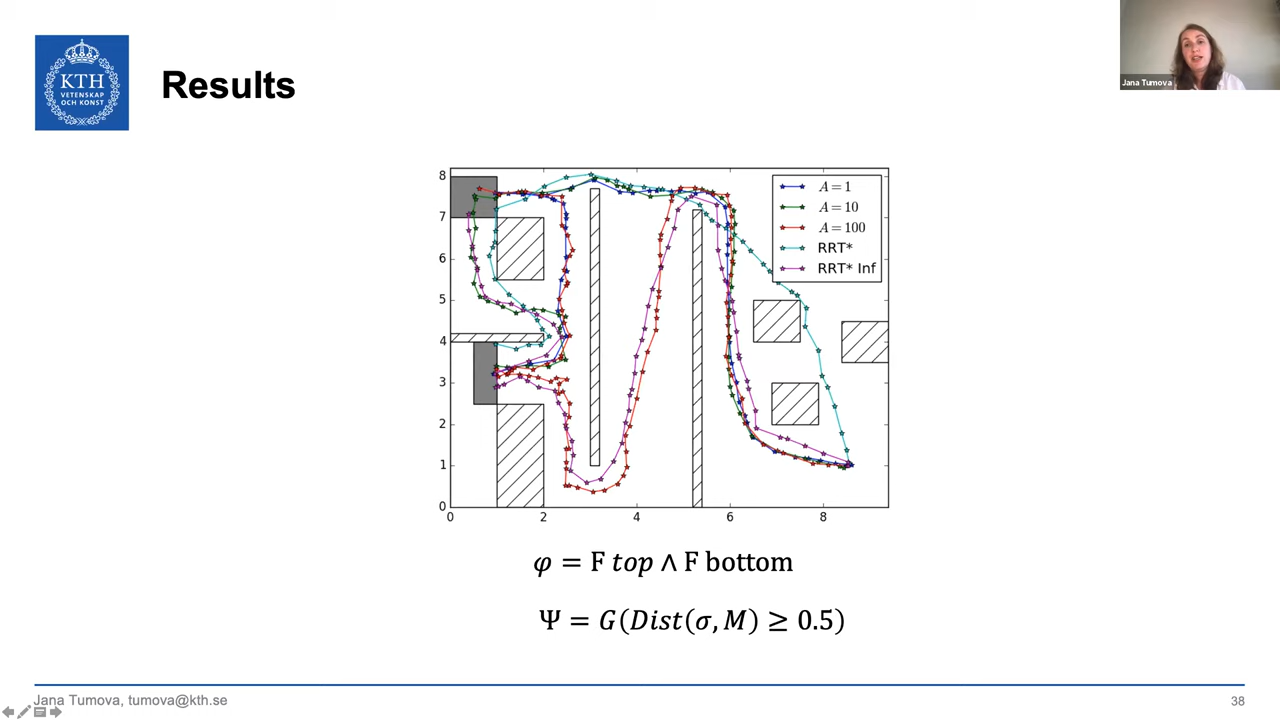 KTH
VETENSKAP
OCH KONST
Results
Jana Tumova
8
7
6
5
4
3
2
1
0
0 2 4 6 8
A = 1
A = 10
A = 100
RRT*
RRT* Inf
φ = F top ∧ F bottom
Ψ = G(Dist(σ, M) ≥ 0.5)
Jana Tumova, tumova@kth.se
38